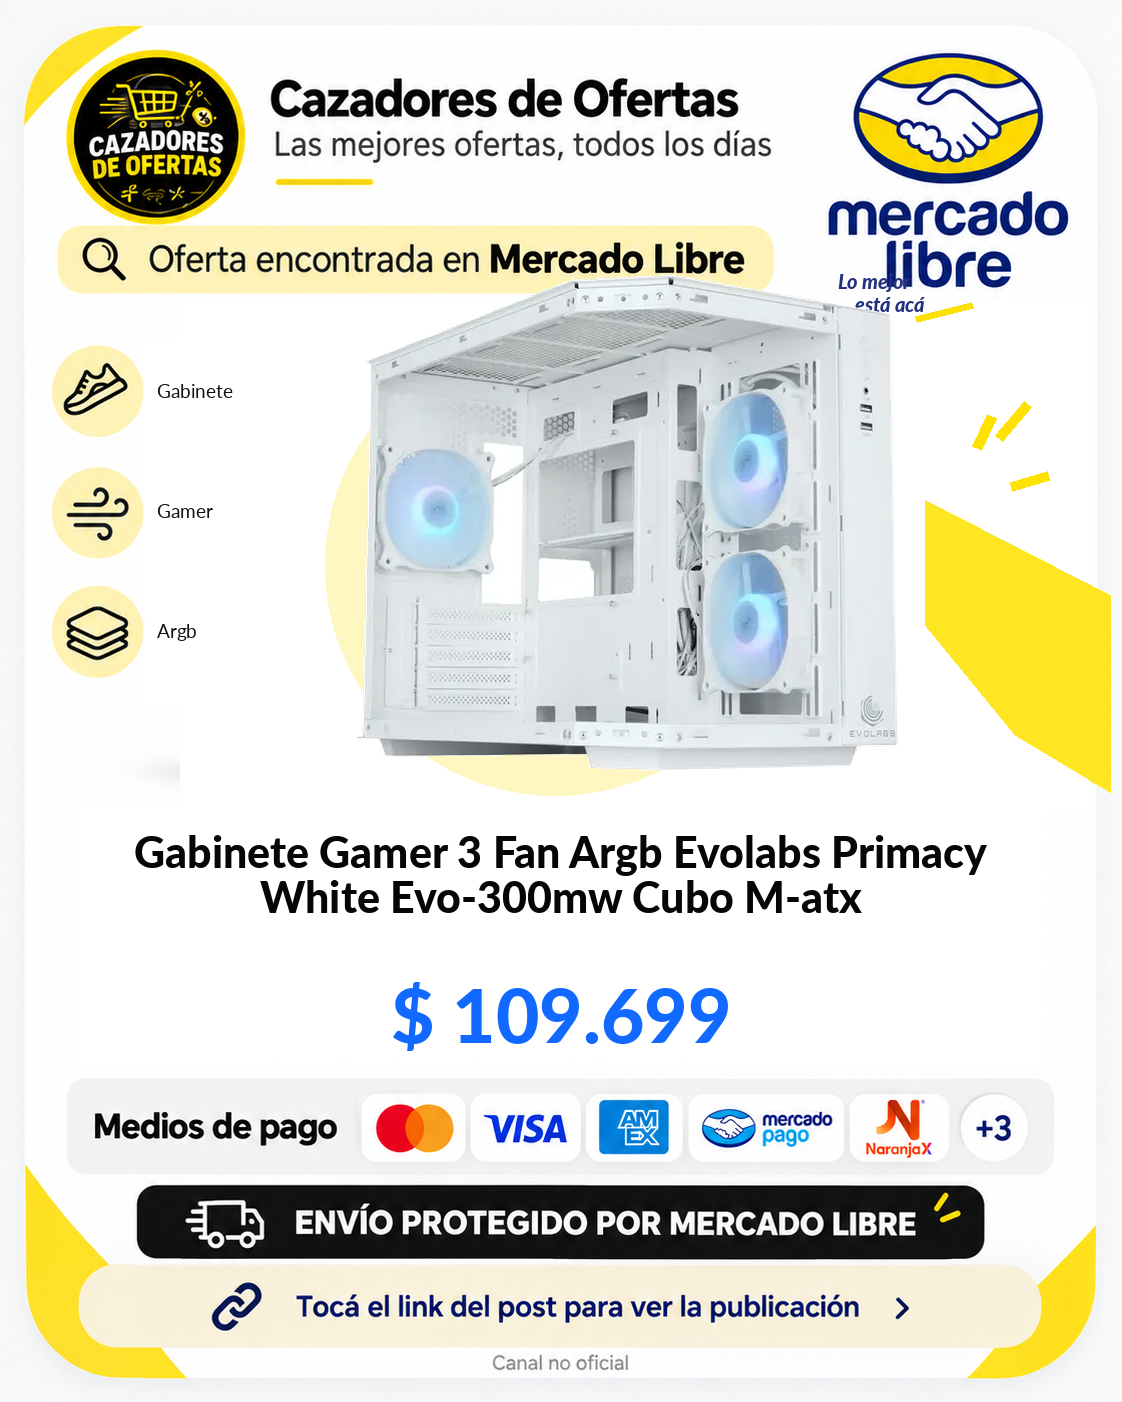 CAZADORES
DE OFERTAS
Cazadores de Ofertas
Las mejores ofertas, todos los días
mercado
libre
Oferta encontrada en Mercado Libre
Lo mejor
está acá
Gabinete
Gamer
Argb
EVOLABS
Gabinete Gamer 3 Fan Argb Evolabs Primacy
White Evo-300mw Cubo M-atx
$ 109.699
Medios de pago
VISA
AM
EX
mercado
pago
NaranjaX
+3
ENVÍO PROTEGIDO POR MERCADO LIBRE
Tocá el link del post para ver la publicación
Canal no oficial